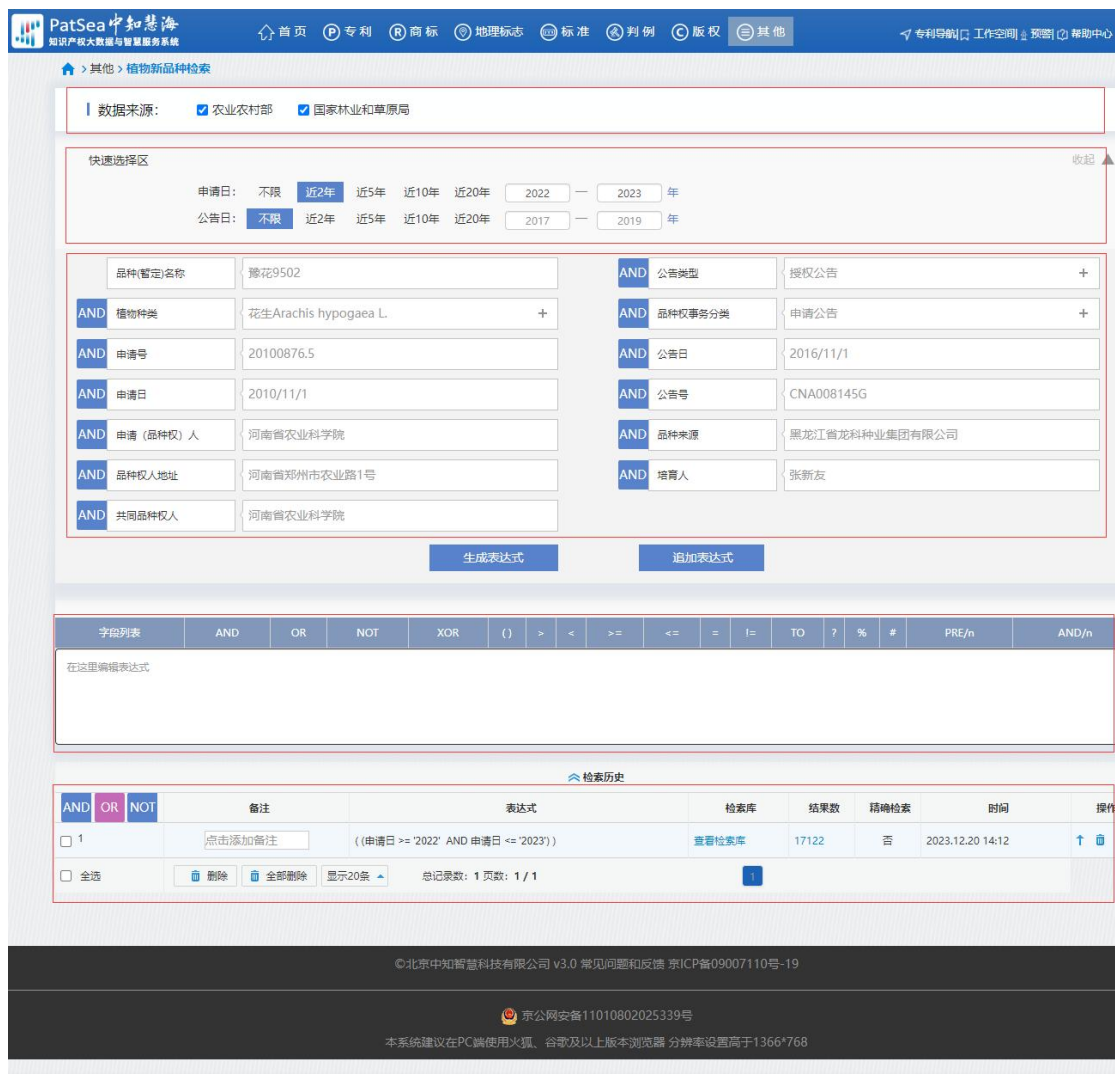 PatSea中知慧海
知识产权大数据与智慧服务系统
首页 P 专利 R 商标 地理标志 标准 判例 C 版权 其他
专利导航| 工作空间| 预警| 帮助中心
>其他>植物新品种检索
数据来源: 农业农村部 国家林业和草原局
快速选择区 收起
申请日: 不限 近2年 近5年 近10年 近20年 2022 — 2023 年
公告日: 不限 近2年 近5年 近10年 近20年 2017 — 2019 年
品种(暂定)名称 豫花9502 AND 公告类型 授权公告 +
AND 植物种类 花生Arachis hypogaea L. + AND 品种权事务分类 申请公告 +
AND 申请号 20100876.5 AND 公告日 2016/11/1
AND 申请日 2010/11/1 AND 公告号 CNA008145G
AND 申请（品种权）人 河南省农业科学院 AND 品种来源 黑龙江省龙科种业集团有限公司
AND 品种权人地址 河南省郑州市农业路1号 AND 培育人 张新友
AND 共同品种权人 河南省农业科学院
生成表达式 追加表达式
字段列表 AND OR NOT XOR () > < >= <= = != TO ? % # PRE/n AND/n
在这里编辑表达式
检索历史
AND OR NOT 备注 表达式 检索库 结果数 精确检索 时间 操作
1 点击添加备注 ((申请日 >= '2022' AND 申请日 <= '2023')) 查看检索库 17122 否 2023.12.20 14:12
全选 删除 全部删除 显示20条 总记录数: 1 页数: 1 / 1 1
©北京中知智慧科技有限公司 v3.0 常见问题和反馈 京ICP备09007110号-19
京公网安备11010802025339号
本系统建议在PC端使用火狐、谷歌及以上版本浏览器 分辨率设置高于1366*768